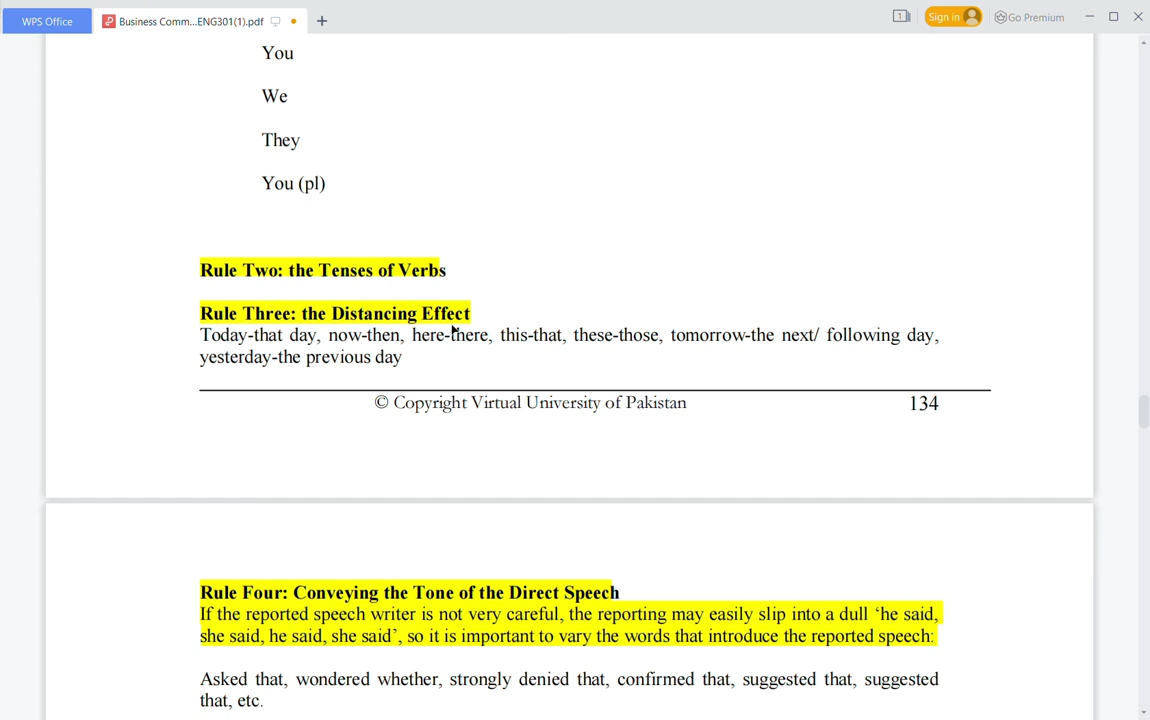 WPS Office
Business Comm...ENG301(1).pdf
1
Sign in
Go Premium
You
We
They
You (pl)
Rule Two: the Tenses of Verbs
Rule Three: the Distancing Effect
Today-that day, now-then, here-there, this-that, these-those, tomorrow-the next/ following day,
yesterday-the previous day
© Copyright Virtual University of Pakistan 134
Rule Four: Conveying the Tone of the Direct Speech
If the reported speech writer is not very careful, the reporting may easily slip into a dull ‘he said,
she said, he said, she said’, so it is important to vary the words that introduce the reported speech:
Asked that, wondered whether, strongly denied that, confirmed that, suggested that, suggested
that, etc.